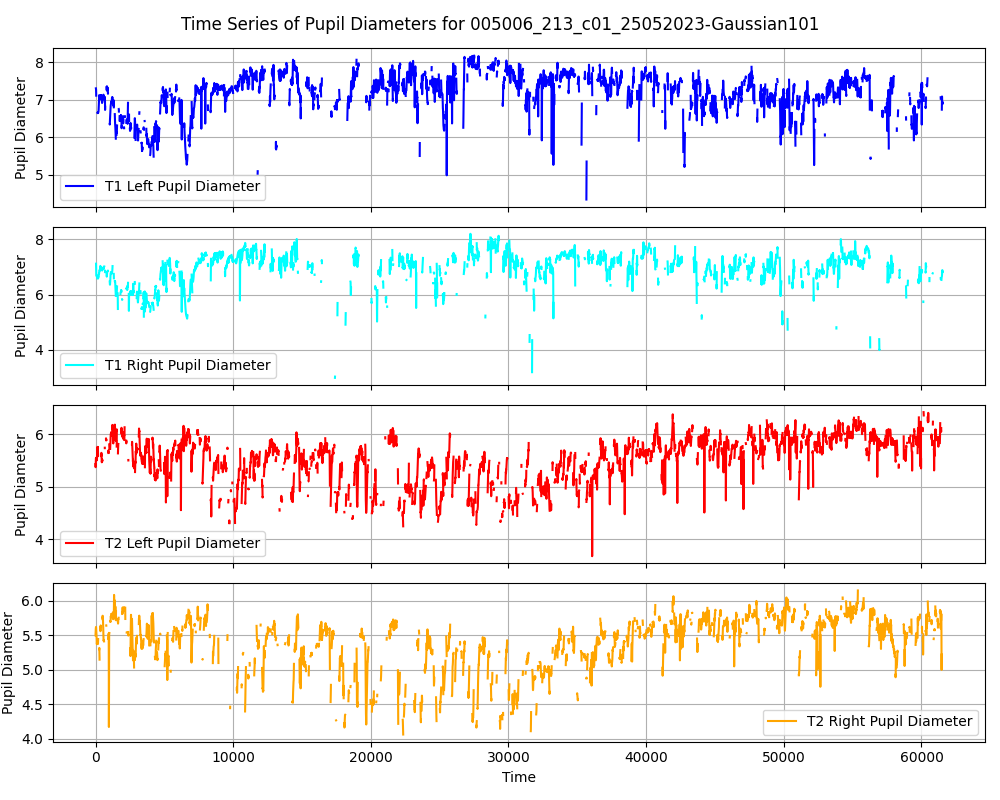 Time Series of Pupil Diameters for 005006_213_c01_25052023-Gaussian101
8
7
6
5
Pupil Diameter
T1 Left Pupil Diameter
8
6
4
Pupil Diameter
T1 Right Pupil Diameter
6
5
4
Pupil Diameter
T2 Left Pupil Diameter
6.0
5.5
5.0
4.5
4.0
Pupil Diameter
T2 Right Pupil Diameter
0 10000 20000 30000 40000 50000 60000
Time